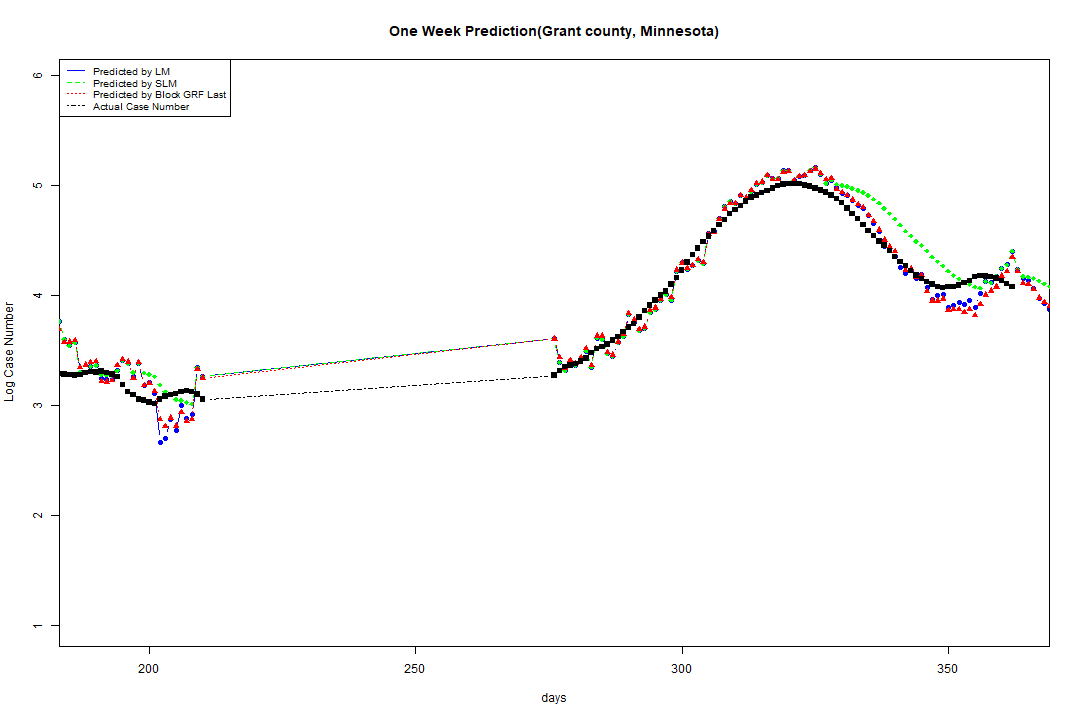 One Week Prediction(Grant county, Minnesota)
Predicted by LM
Predicted by SLM
Predicted by Block GRF Last
Actual Case Number
6
5
4
3
2
1
Log Case Number
200 250 300 350
days